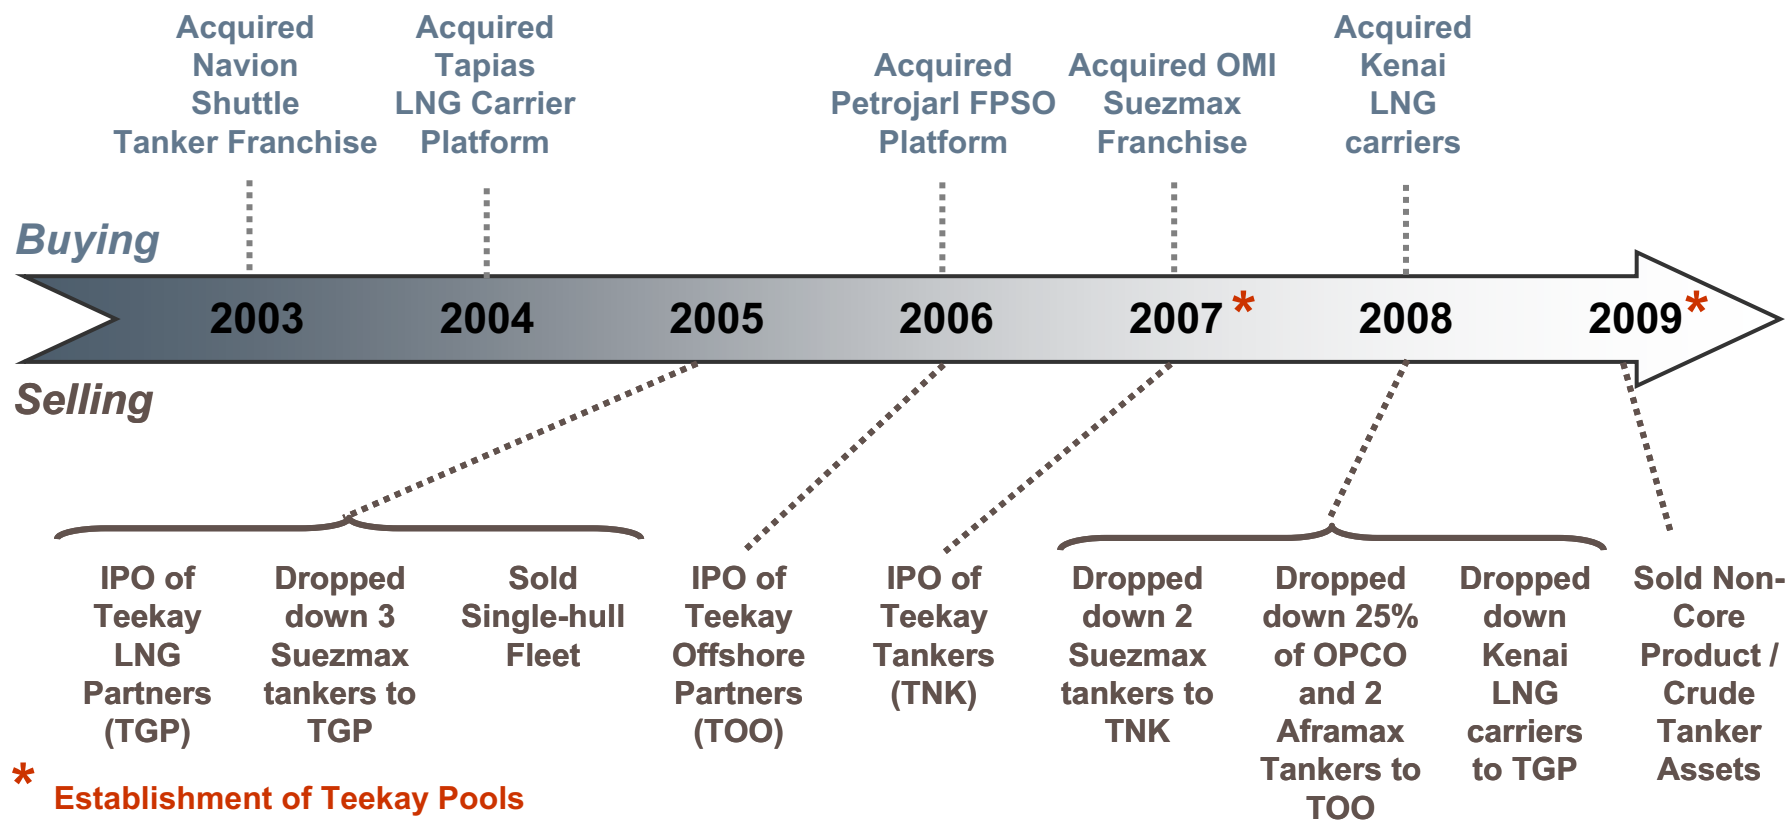 Acquired
Navion
Shuttle
Tanker Franchise
Acquired
Tapias
LNG Carrier
Platform
Acquired
Petrojarl FPSO
Platform
Acquired OMI
Suezmax
Franchise
Acquired
Kenai
LNG
carriers
Buying
2003 2004 2005 2006 2007 * 2008 2009 *
Selling
IPO of
Teekay
LNG
Partners
(TGP)
Dropped
down 3
Suezmax
tankers to
TGP
Sold
Single-hull
Fleet
IPO of
Teekay
Offshore
Partners
(TOO)
IPO of
Teekay
Tankers
(TNK)
Dropped
down 2
Suezmax
tankers to
TNK
Dropped
down 25%
of OPCO
and 2
Aframax
Tankers to
TOO
Dropped
down
Kenai
LNG
carriers
to TGP
Sold Non-
Core
Product /
Crude
Tanker
Assets
* Establishment of Teekay Pools